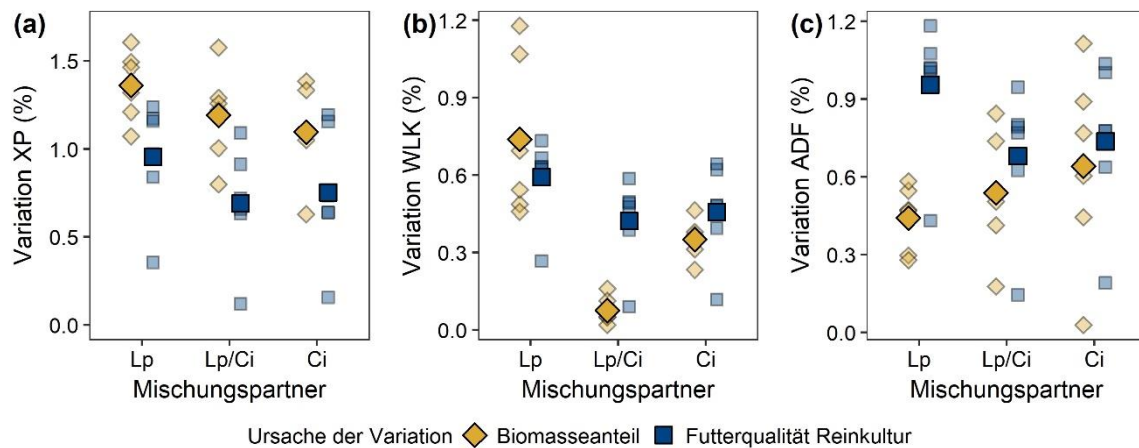 (a)
Variation XP (%)
1.5
1.0
0.5
0.0
Lp Lp/Ci Ci
Mischungspartner
(b)
Variation WLK (%)
1.2
0.9
0.6
0.3
0.0
Lp Lp/Ci Ci
Mischungspartner
(c)
Variation ADF (%)
1.2
0.9
0.6
0.3
0.0
Lp Lp/Ci Ci
Mischungspartner
Ursache der Variation Biomasseanteil Futterqualität Reinkultur